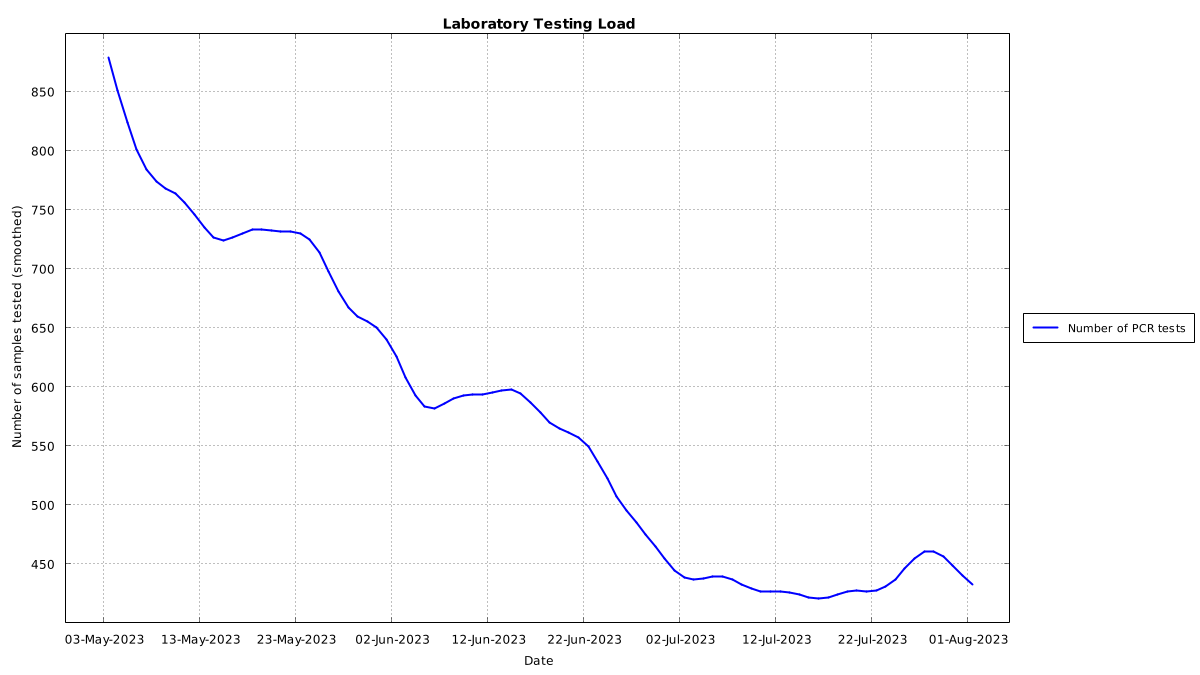 Laboratory Testing Load
Number of samples tested (smoothed)
850
800
750
700
650
600
550
500
450
03-May-2023 13-May-2023 23-May-2023 02-Jun-2023 12-Jun-2023 22-Jun-2023 02-Jul-2023 12-Jul-2023 22-Jul-2023 01-Aug-2023
Date
Number of PCR tests